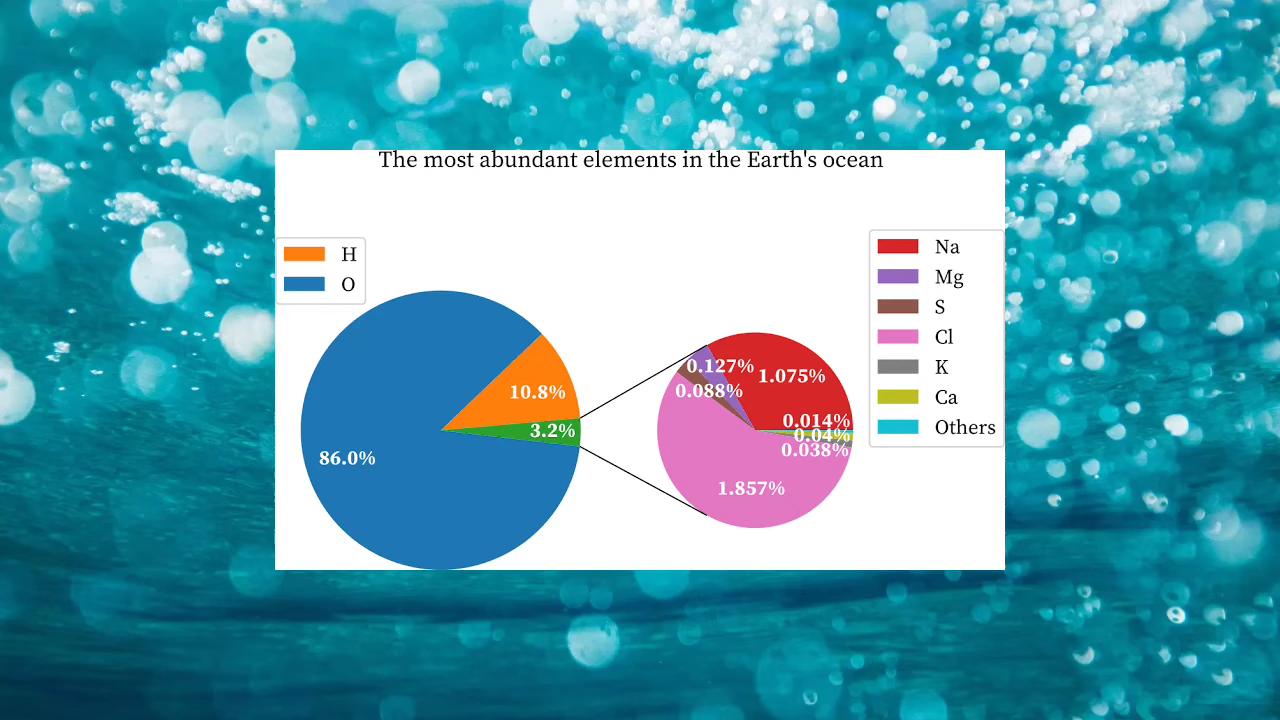 The most abundant elements in the Earth's ocean
H
O
10.8%
3.2%
86.0%
Na
Mg
S
Cl
K
Ca
Others
0.127%
1.075%
0.088%
0.014%
0.04%
0.038%
1.857%